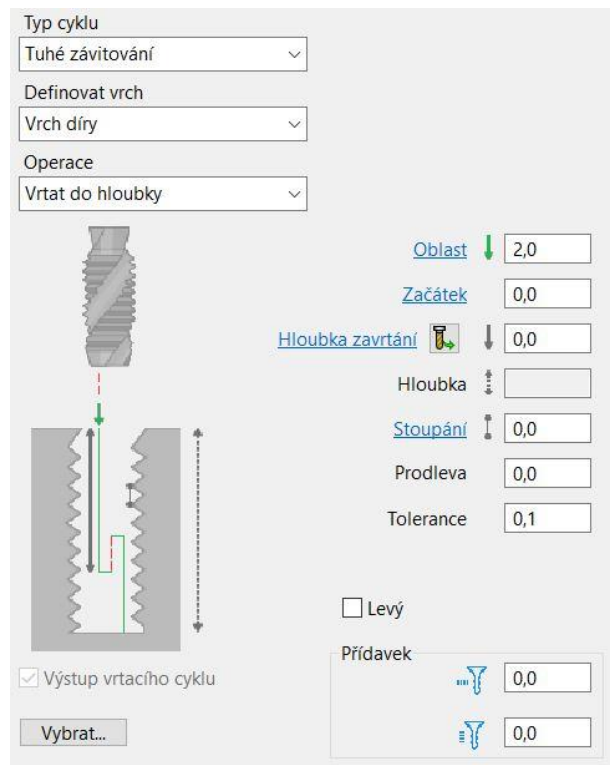 Typ cyklu
Tuhé závitování
Definovat vrch
Vrch díry
Operace
Vrtat do hloubky
Oblast 2,0
Začátek 0,0
Hloubka zavrtání 0,0
Hloubka
Stoupání 0,0
Prodleva 0,0
Tolerance 0,1
Levý
Přídavek
Výstup vrtacího cyklu 0,0
Vybrat... 0,0